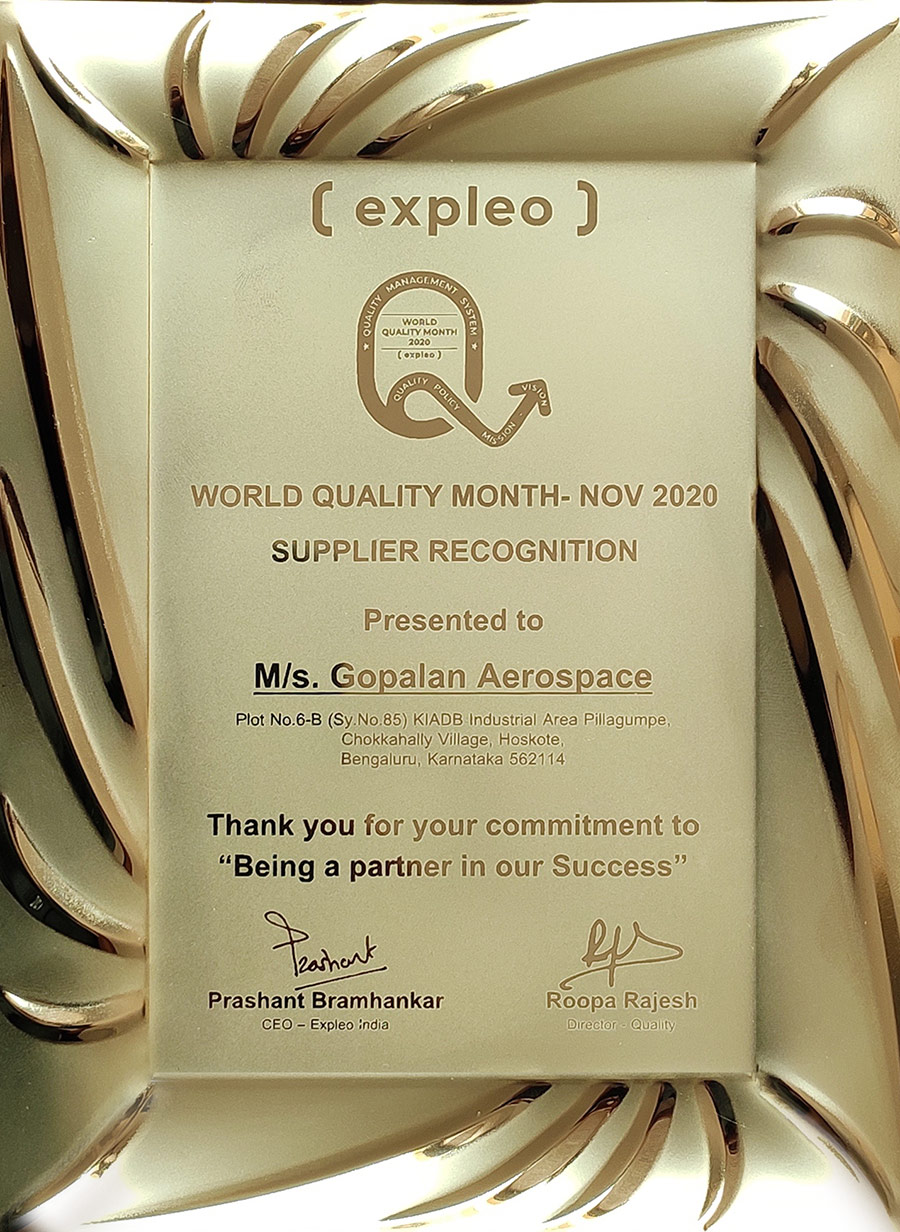 ( expleo )
QUALITY MANAGEMENT SYSTEM
WORLD
QUALITY MONTH
2020
( expleo )
QUALITY POLICY
MISSION - VISION
WORLD QUALITY MONTH- NOV 2020
SUPPLIER RECOGNITION
Presented to
M/s. Gopalan Aerospace
Plot No.6-B (Sy.No.85) KIADB Industrial Area Pillagumpe,
Chokkahally Village, Hoskote,
Bengaluru, Karnataka 562114
Thank you for your commitment to
“Being a partner in our Success”
Prashant
Prashant Bramhankar
CEO – Expleo India
Roopa Rajesh
Director - Quality